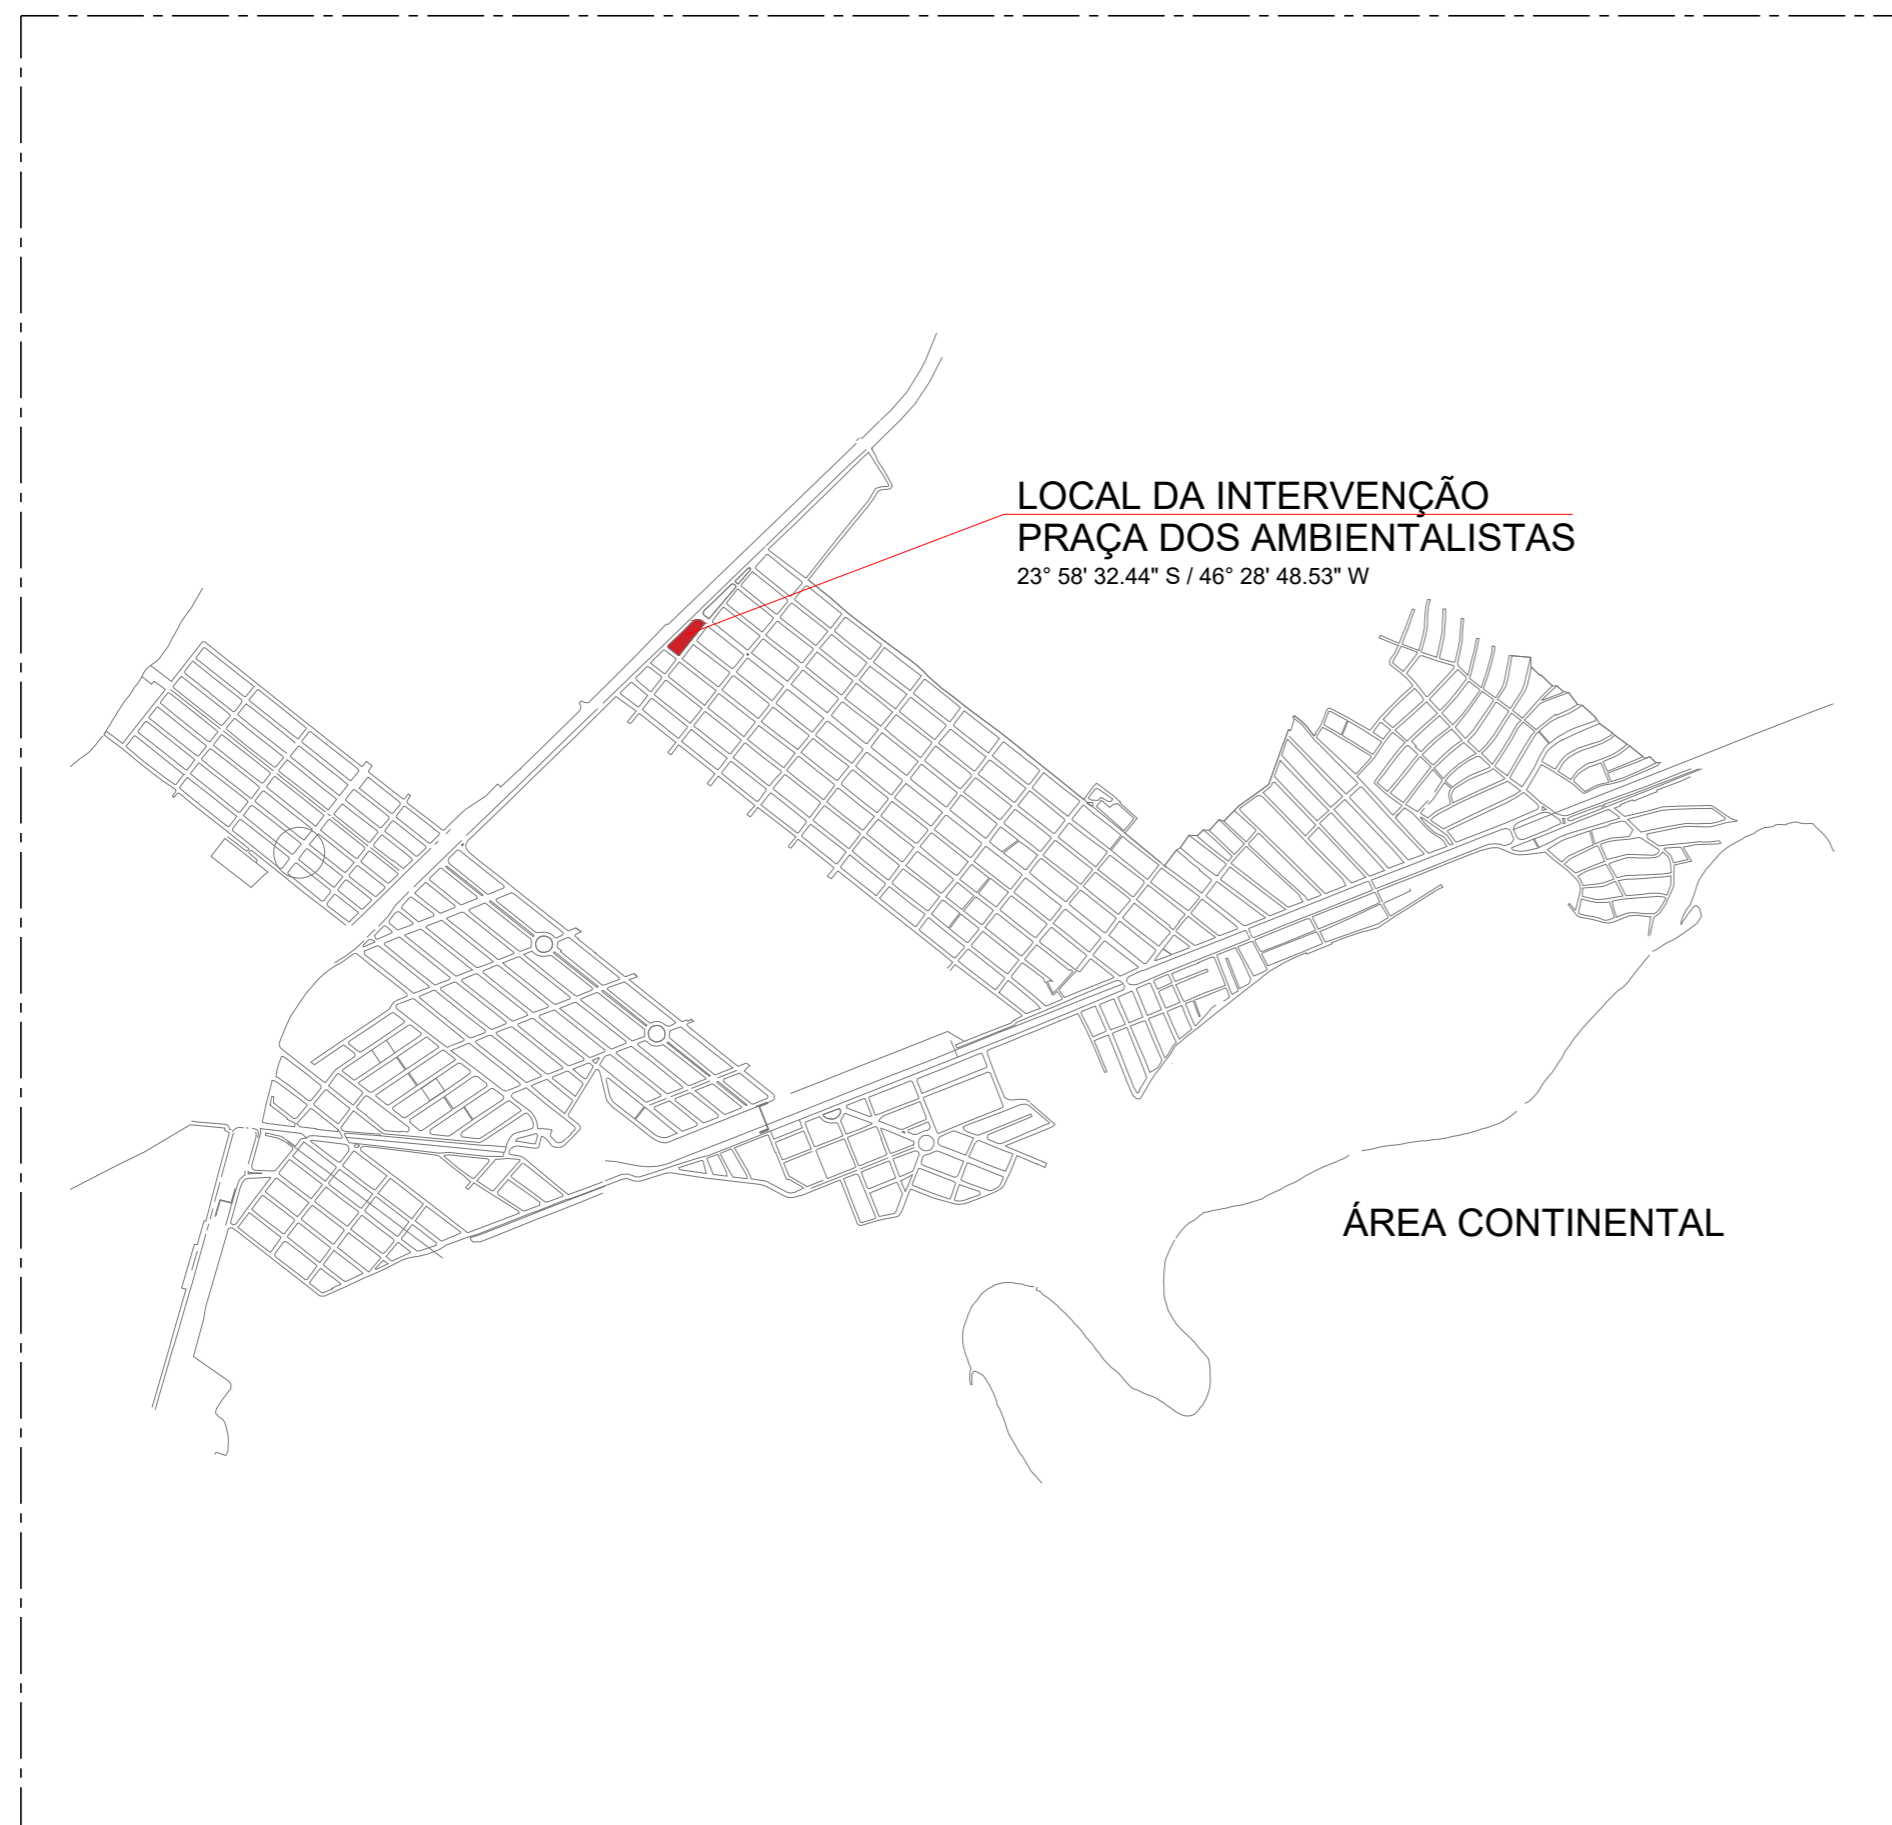 LOCAL DA INTERVENÇÃO
PRAÇA DOS AMBIENTALISTAS
23° 58' 32.44" S / 46° 28' 48.53" W
ÁREA CONTINENTAL